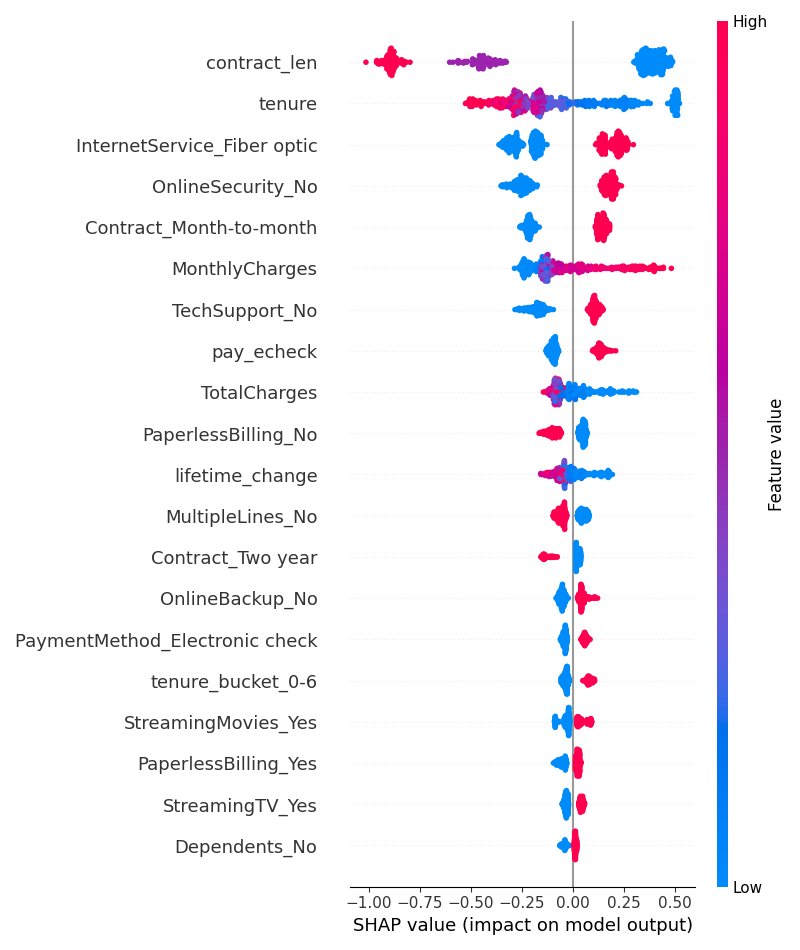 High
contract_len
tenure
InternetService_Fiber optic
OnlineSecurity_No
Contract_Month-to-month
MonthlyCharges
TechSupport_No
pay_echeck
TotalCharges
PaperlessBilling_No
lifetime_change
MultipleLines_No
Contract_Two year
OnlineBackup_No
PaymentMethod_Electronic check
tenure_bucket_0-6
StreamingMovies_Yes
PaperlessBilling_Yes
StreamingTV_Yes
Dependents_No
Feature value
Low
−1.00 −0.75 −0.50 −0.25 0.00 0.25 0.50
SHAP value (impact on model output)